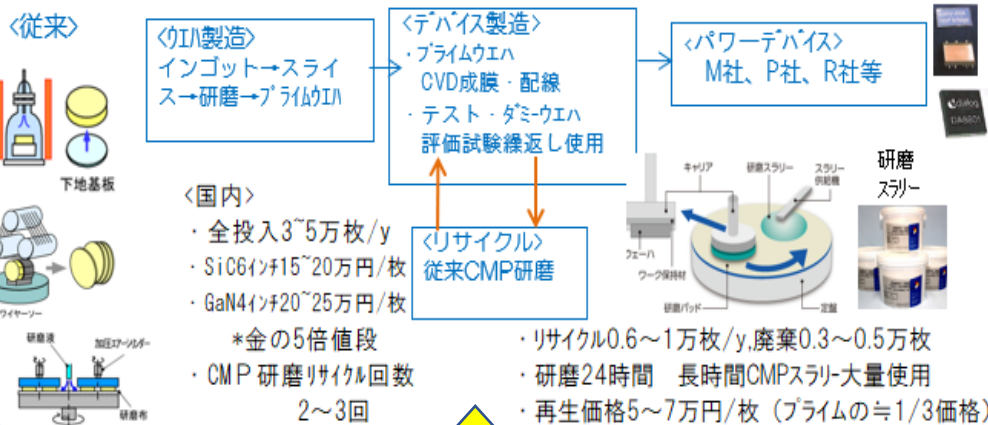 〈従来〉
〈ウエハ製造〉
インゴット→スライ
ス→研磨→プライムウエハ
〈デバイス製造〉
・プライムウエハ
CVD成膜・配線
・テスト・ダミーウエハ
評価試験繰返し使用
〈パワーデバイス〉
M社、P社、R社等
dialog
下地基板
ワイヤーソー
研磨液
加圧エアーシリンダー
研磨布
〈国内〉
・全投入3~5万枚/y
・SiC6インチ15~20万円/枚
・GaN4インチ20~25万円/枚
*金の5倍値段
・CMP研磨リサイクル回数
2～3回
〈リサイクル〉
従来CMP研磨
キャリア
研磨スラリー
スラリー
供給機
ウェーハ
ワーク保持材
研磨パッド
定盤
研磨
スラリー
・リサイクル0.6～1万枚/y,廃棄0.3～0.5万枚
・研磨24時間　長時間CMPスラリー大量使用
・再生価格5～7万円/枚（プライムの≒1/3価格）